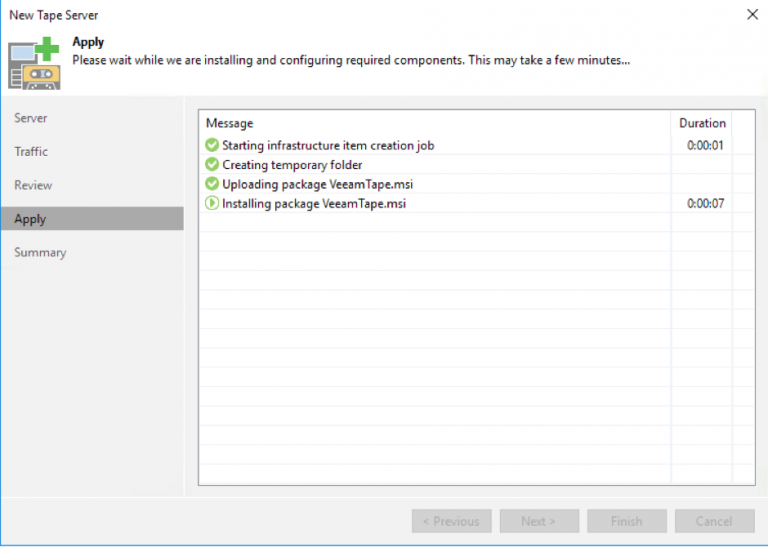 New Tape Server
Apply
Please wait while we are installing and configuring required components. This may take a few minutes...
Server
Traffic
Review
Apply
Summary
Message Duration
Starting infrastructure item creation job 0:00:01
Creating temporary folder
Uploading package VeeamTape.msi
Installing package VeeamTape.msi 0:00:07
< Previous Next > Finish Cancel